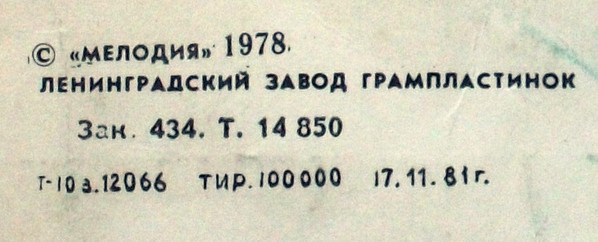 © «МЕЛОДИЯ» 1978.
ЛЕНИНГРАДСКИЙ ЗАВОД ГРАМПЛАСТИНОК
Зак. 434. Т. 14 850
Т-10 з.12066 ТИР.100000 17.11.81г.